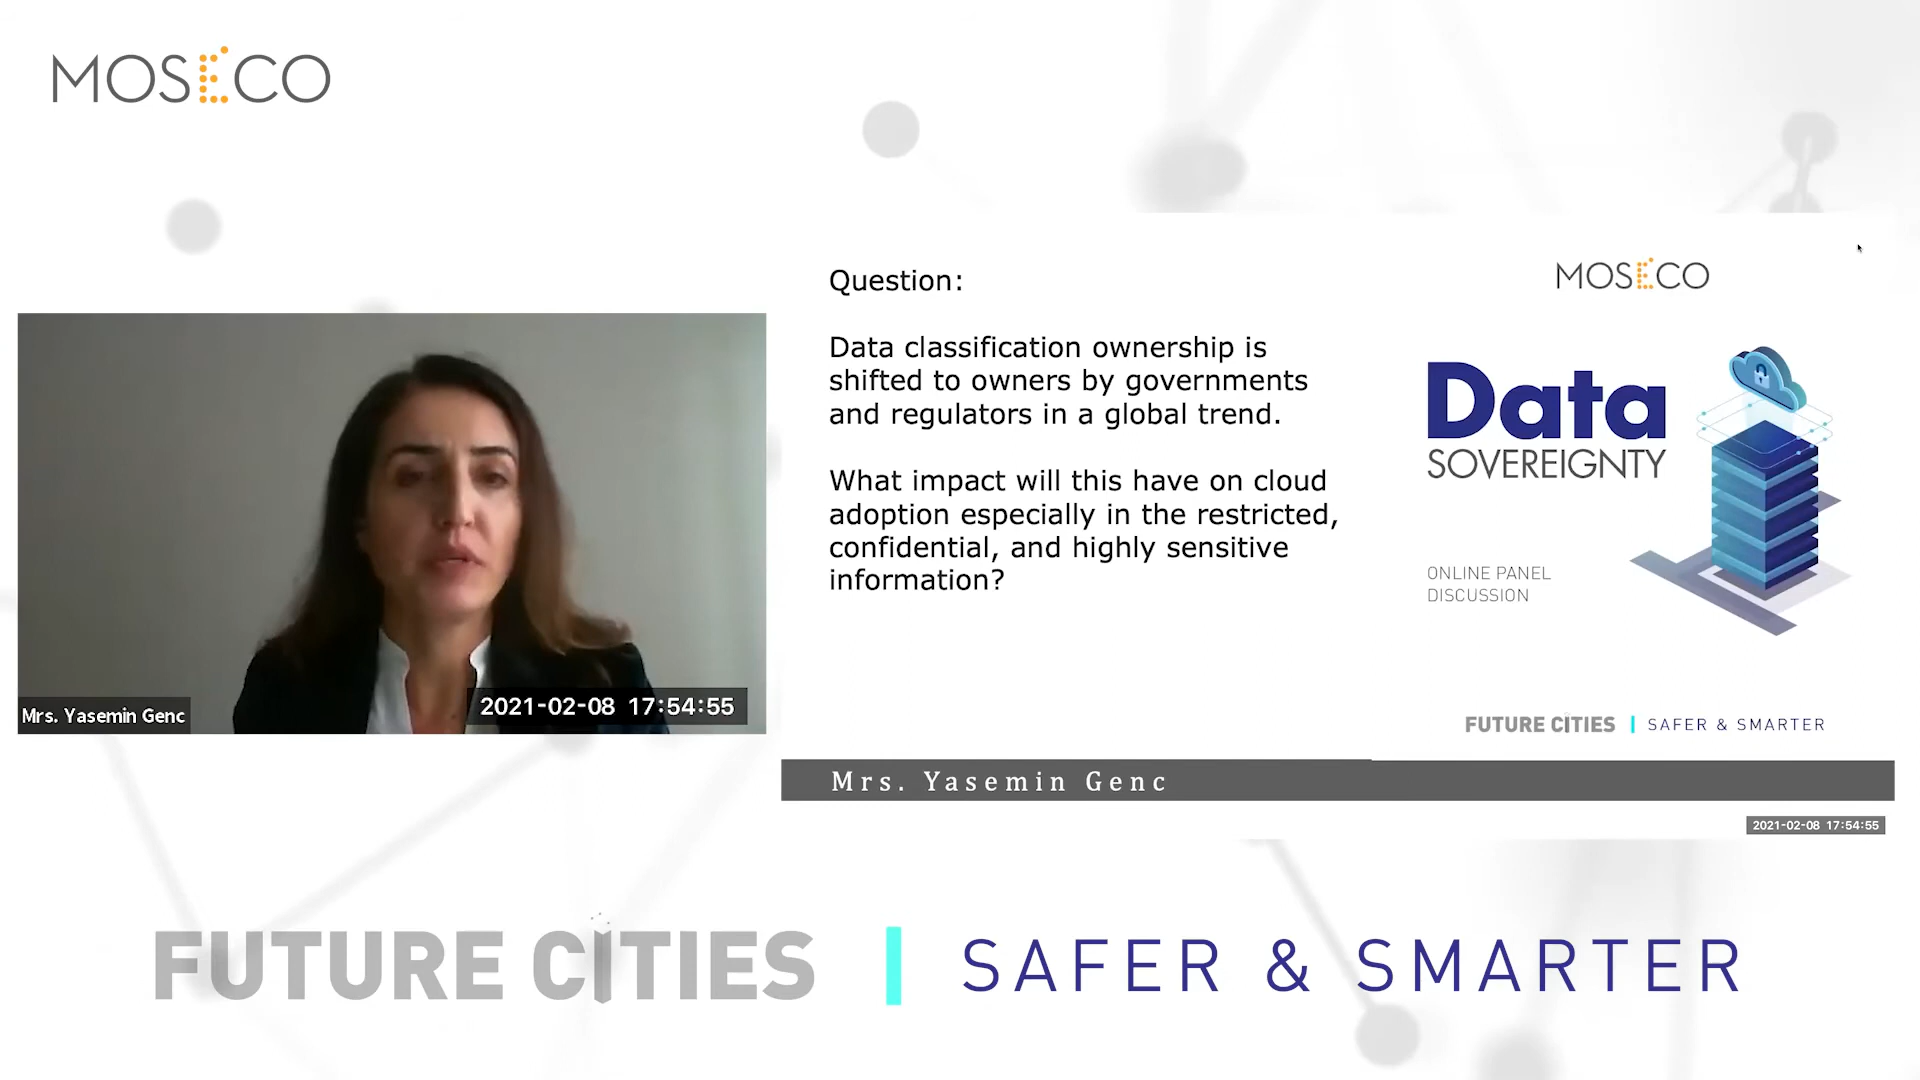 MOSECO
Question:
Data classification ownership is
shifted to owners by governments
and regulators in a global trend.
What impact will this have on cloud
adoption especially in the restricted,
confidential, and highly sensitive
information?
MOSECO
Data
SOVEREIGNTY
ONLINE PANEL
DISCUSSION
FUTURE CITIES | SAFER & SMARTER
Mrs. Yasemin Genc
2021-02-08 17:54:55
Mrs. Yasemin Genc
2021-02-08 17:54:55
FUTURE CITIES | SAFER & SMARTER